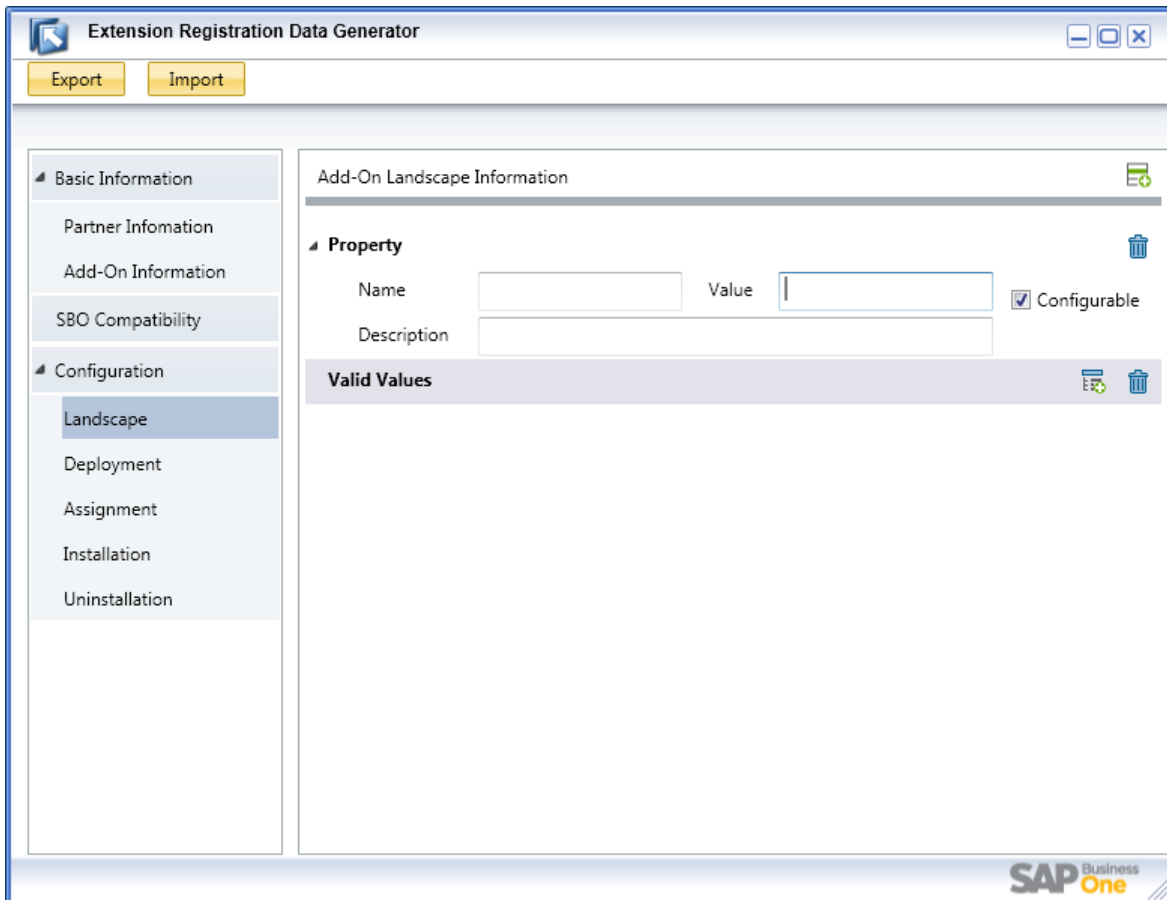 Extension Registration Data Generator
Export Import
Basic Information
Partner Infomation
Add-On Information
SBO Compatibility
Configuration
Landscape
Deployment
Assignment
Installation
Uninstallation
Add-On Landscape Information
Property
Name Value Configurable
Description
Valid Values
SAP Business One